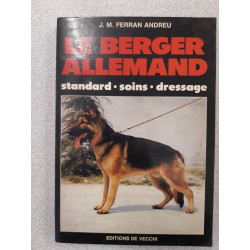 J. M. FERRAN ANDREU
LE BERGER
ALLEMAND
standard • soins • dressage
EDITIONS DE VECCHI